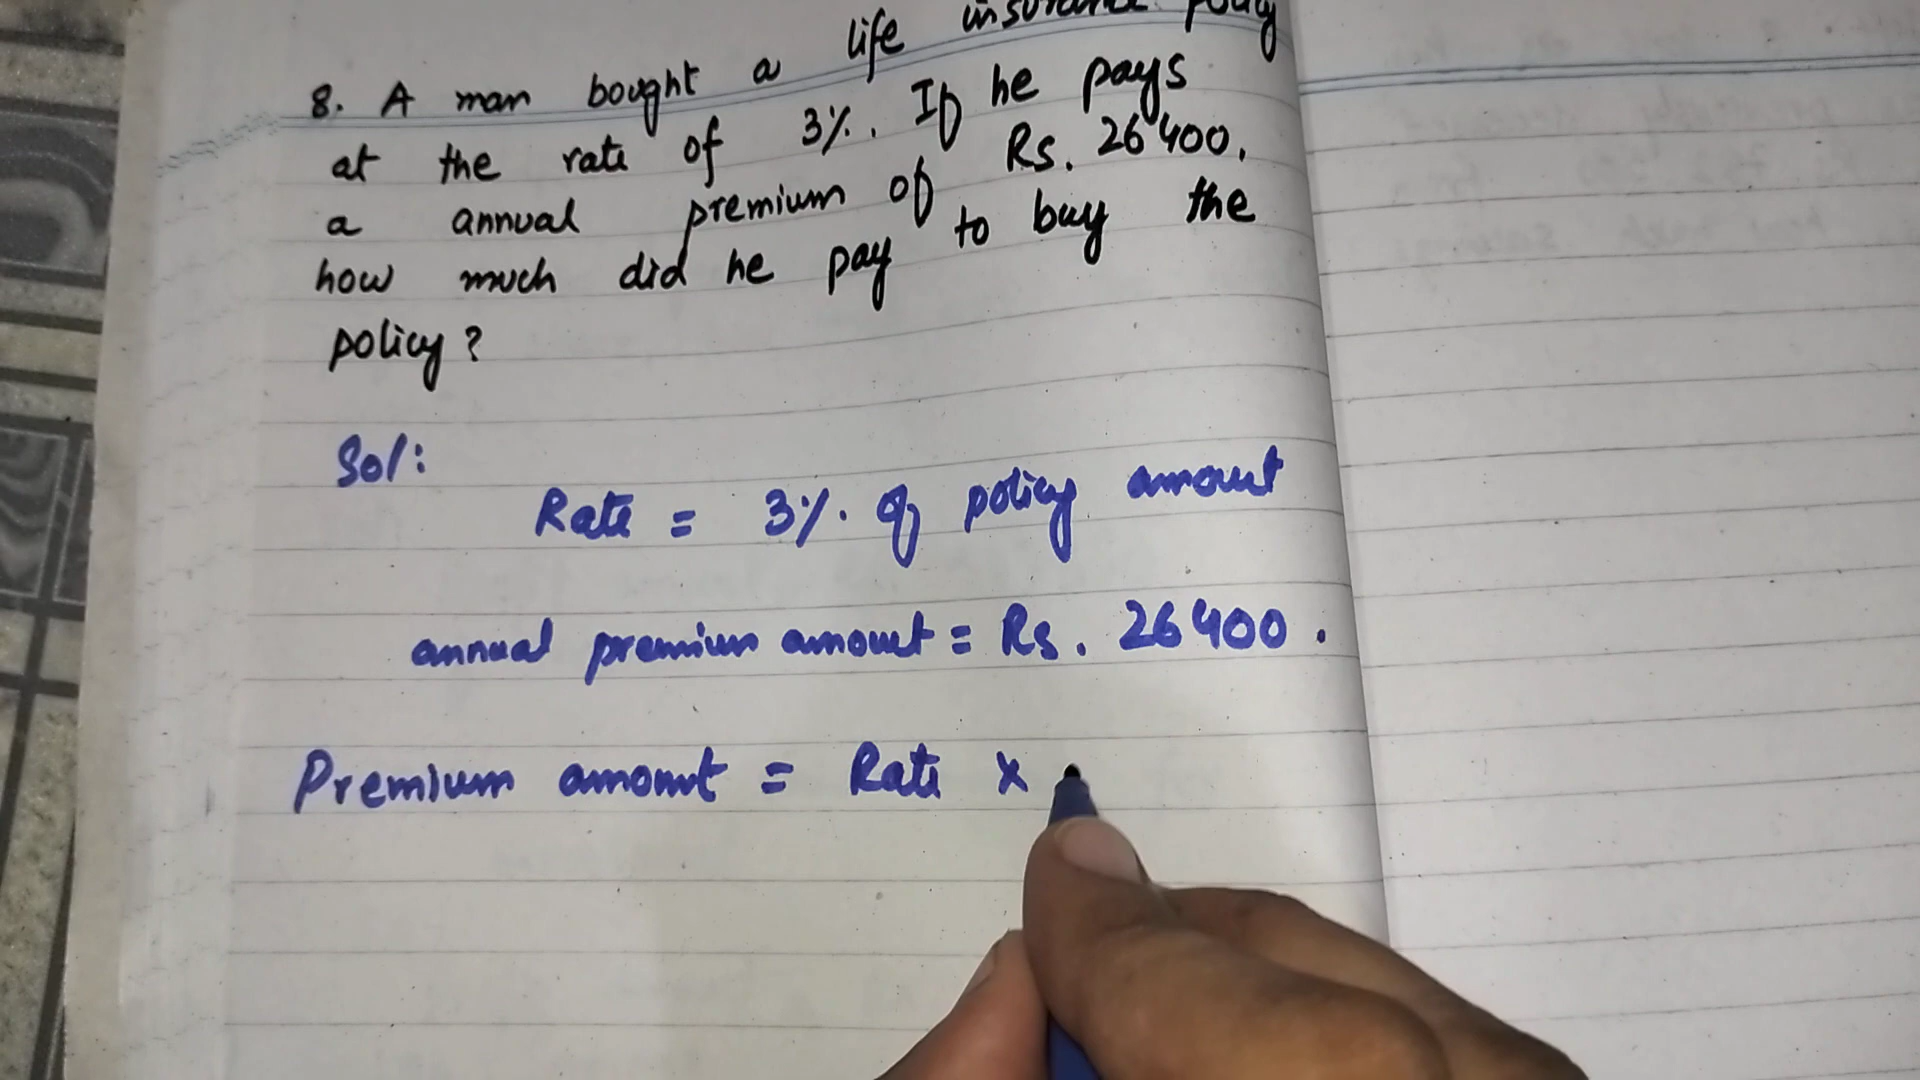 8. A man bought a life insurance policy
at the rate of 3%. If he pays
a annual premium of Rs. 26400.
how much did he pay to buy the
policy?
Sol:
Rate = 3%. of policy amount
annual premium amount = Rs. 26400.
Premium amount = Rate ×